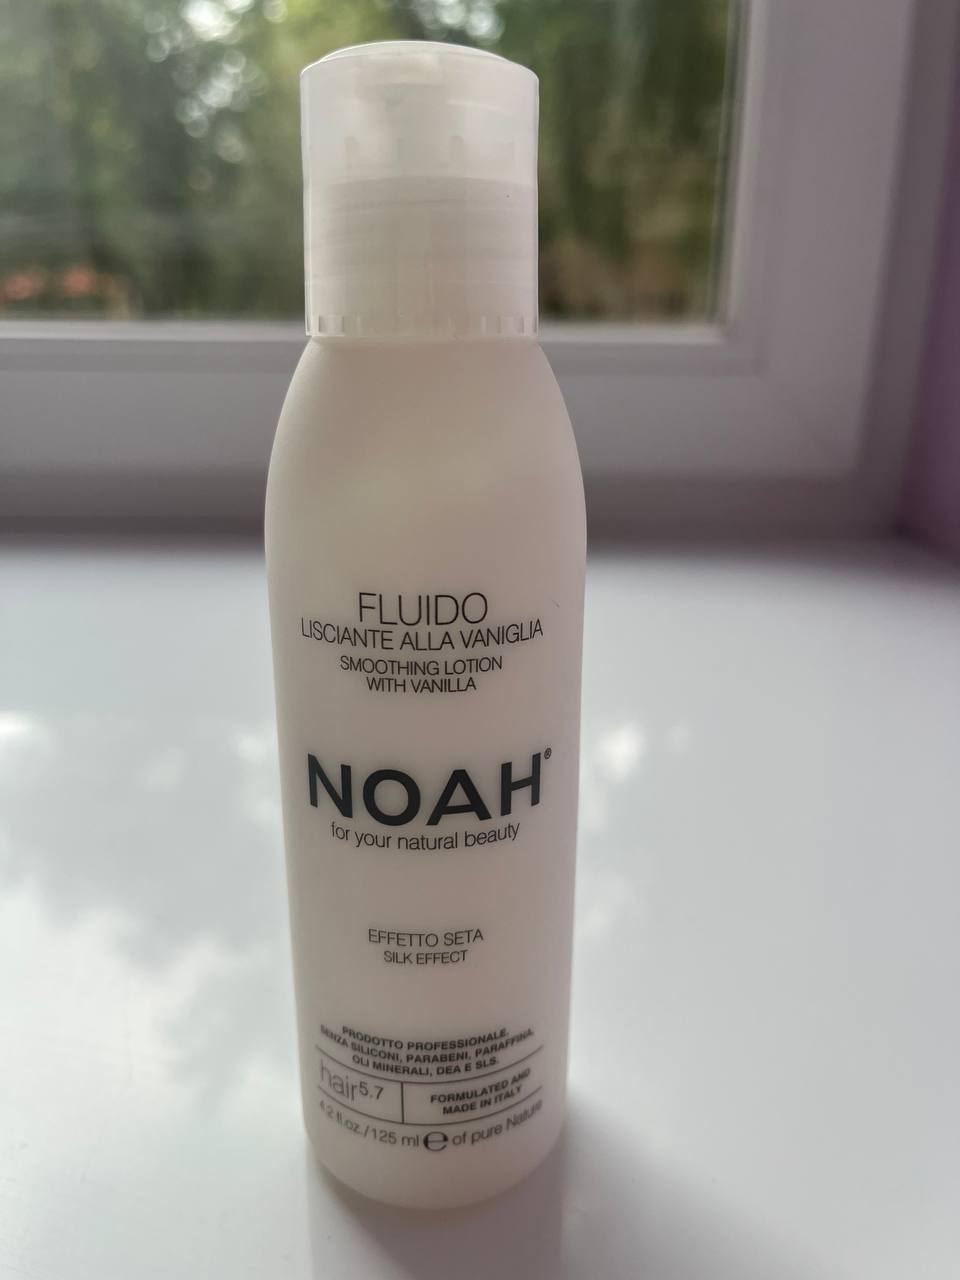 FLUIDO
LISCIANTE ALLA VANIGLIA
SMOOTHING LOTION
WITH VANILLA
NOAH®
for your natural beauty
EFFETTO SETA
SILK EFFECT
PRODOTTO PROFESSIONALE.
SENZA SILICONI, PARABENI, PARAFFINA,
OLI MINERALI, DEA E SLS.
hair5.7
FORMULATED AND
MADE IN ITALY
4.2 fl.oz./125 ml ℮ of pure Nature